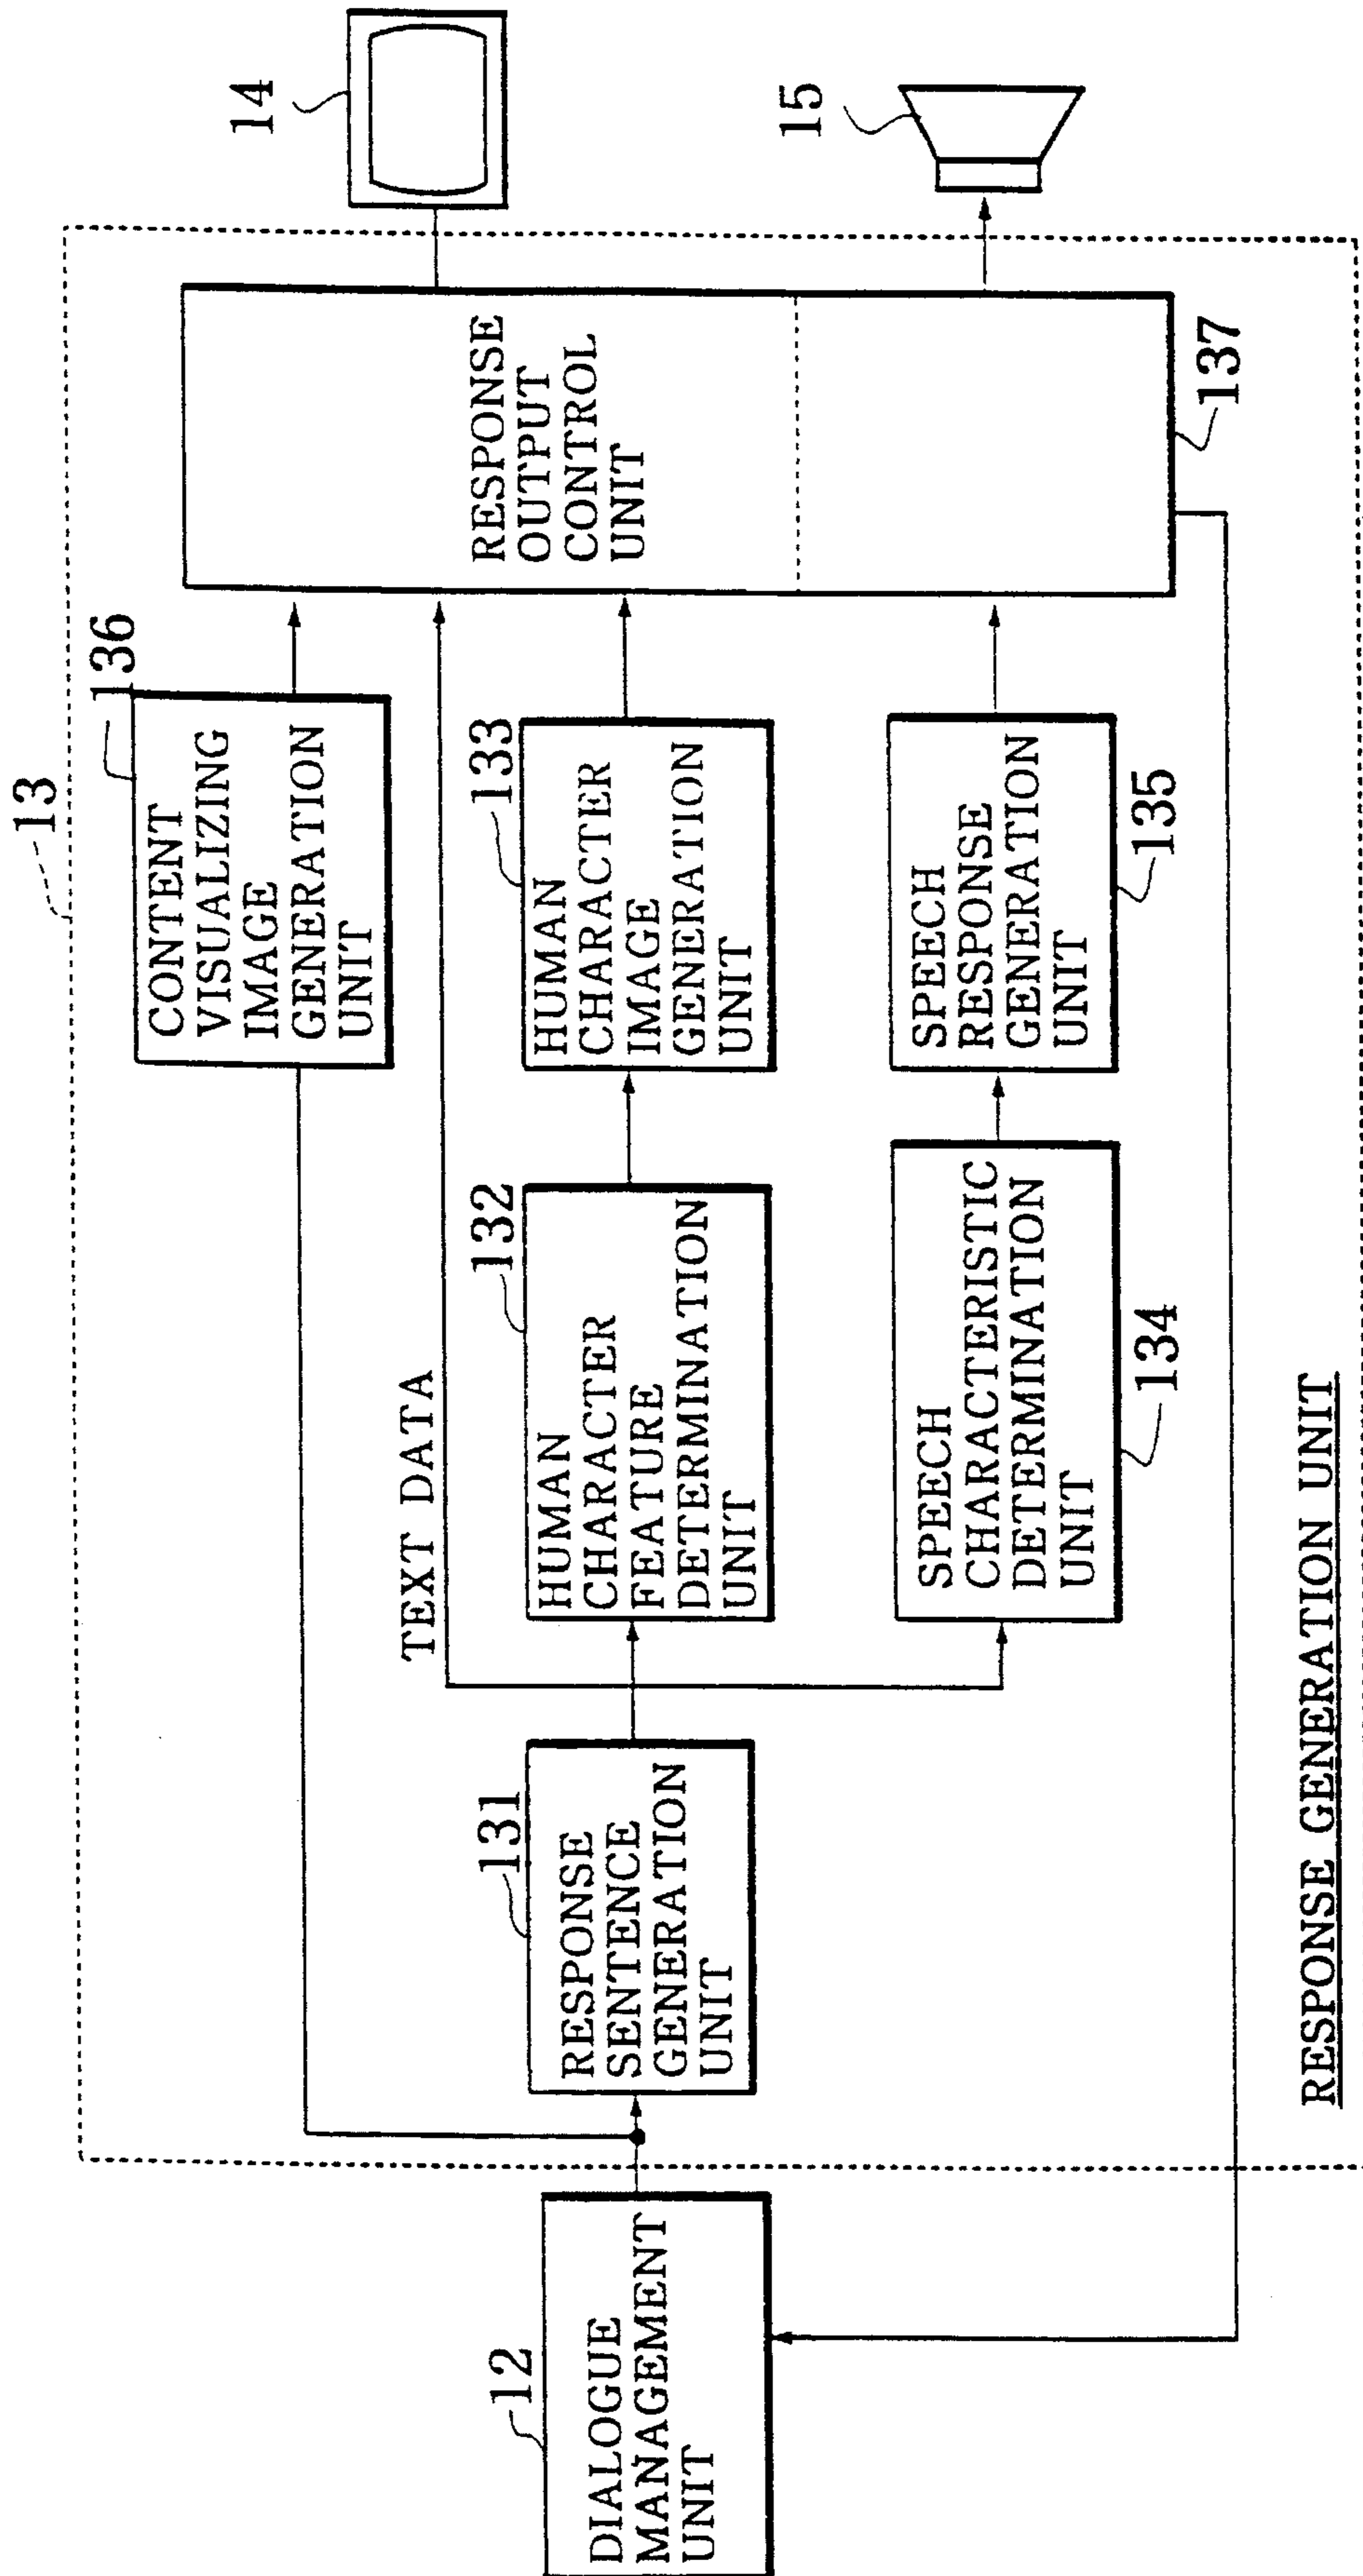 13
136
CONTENT
VISUALIZING
IMAGE
GENERATION
UNIT
14
TEXT DATA
12
DIALOGUE
MANAGEMENT
UNIT
131
RESPONSE
SENTENCE
GENERATION
UNIT
132
HUMAN
CHARACTER
FEATURE
DETERMINATION
UNIT
133
HUMAN
CHARACTER
IMAGE
GENERATION
UNIT
RESPONSE
OUTPUT
CONTROL
UNIT
15
SPEECH
CHARACTERISTIC
DETERMINATION
UNIT
134
SPEECH
RESPONSE
GENERATION
UNIT
135
137
RESPONSE GENERATION UNIT